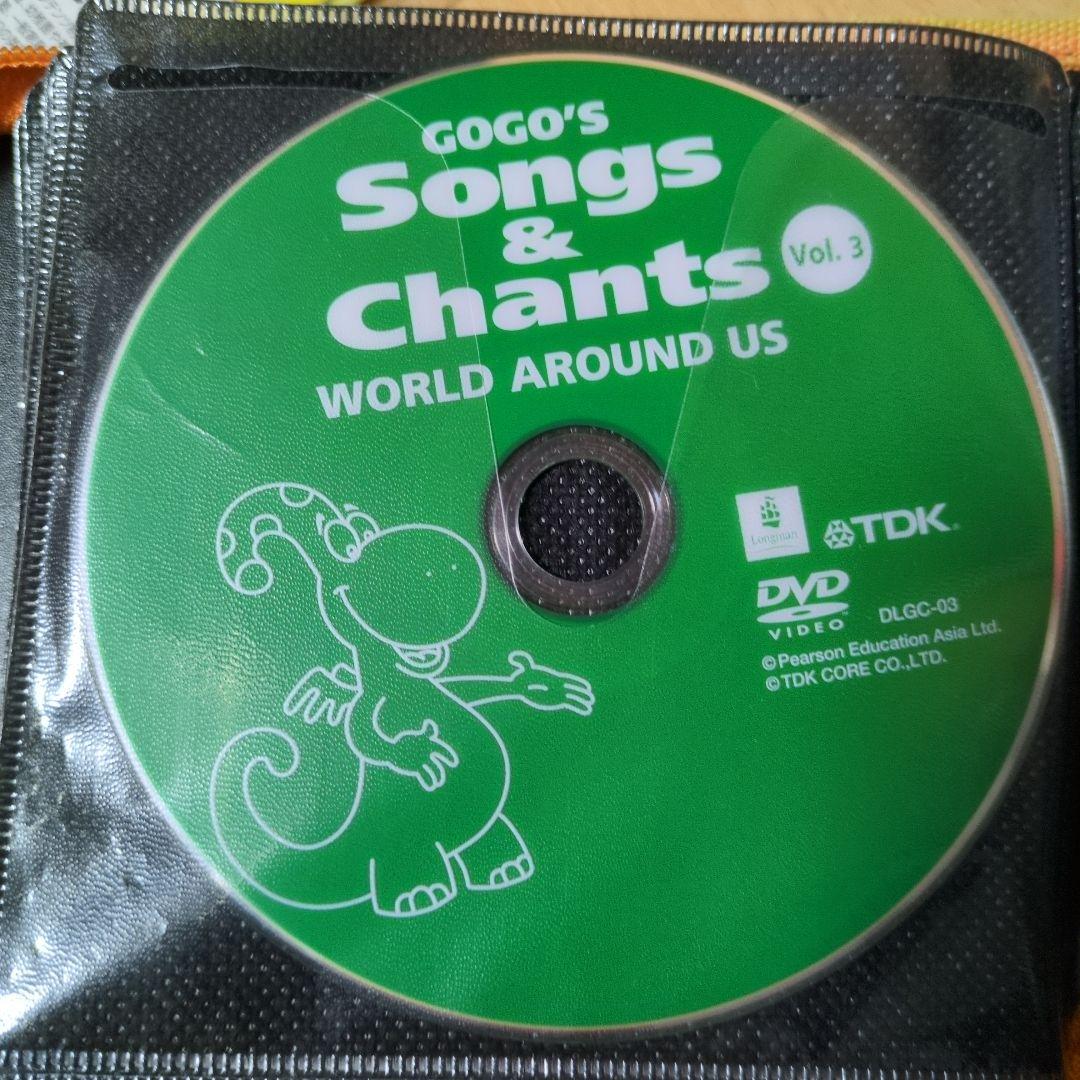 GOGO'S
Songs
&
Chants
Vol. 3
WORLD AROUND US
Longman
TDK
DVD
VIDEO
DLGC-03
©Pearson Education Asia Ltd.
©TDK CORE CO.,LTD.